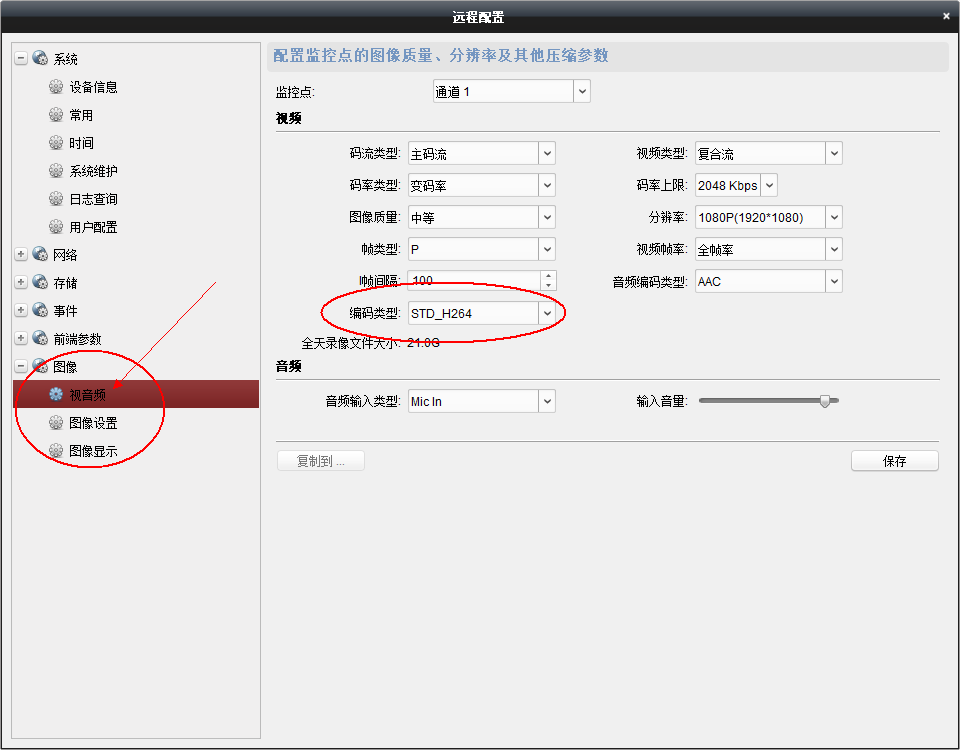 远程配置
系统
设备信息
常用
时间
系统维护
日志查询
用户配置
网络
存储
事件
前端参数
图像
视音频
图像设置
图像显示
配置监控点的图像质量、分辨率及其他压缩参数
监控点: 通道 1
视频
码流类型: 主码流 视频类型: 复合流
码率类型: 变码率 码率上限: 2048 Kbps
图像质量: 中等 分辨率: 1080P(1920*1080)
帧类型: P 视频帧率: 全帧率
I帧间隔: 100 音频编码类型: AAC
编码类型: STD_H264
全天录像文件大小: 21.0G
音频
音频输入类型: Mic In 输入音量:
复制到 ... 保存